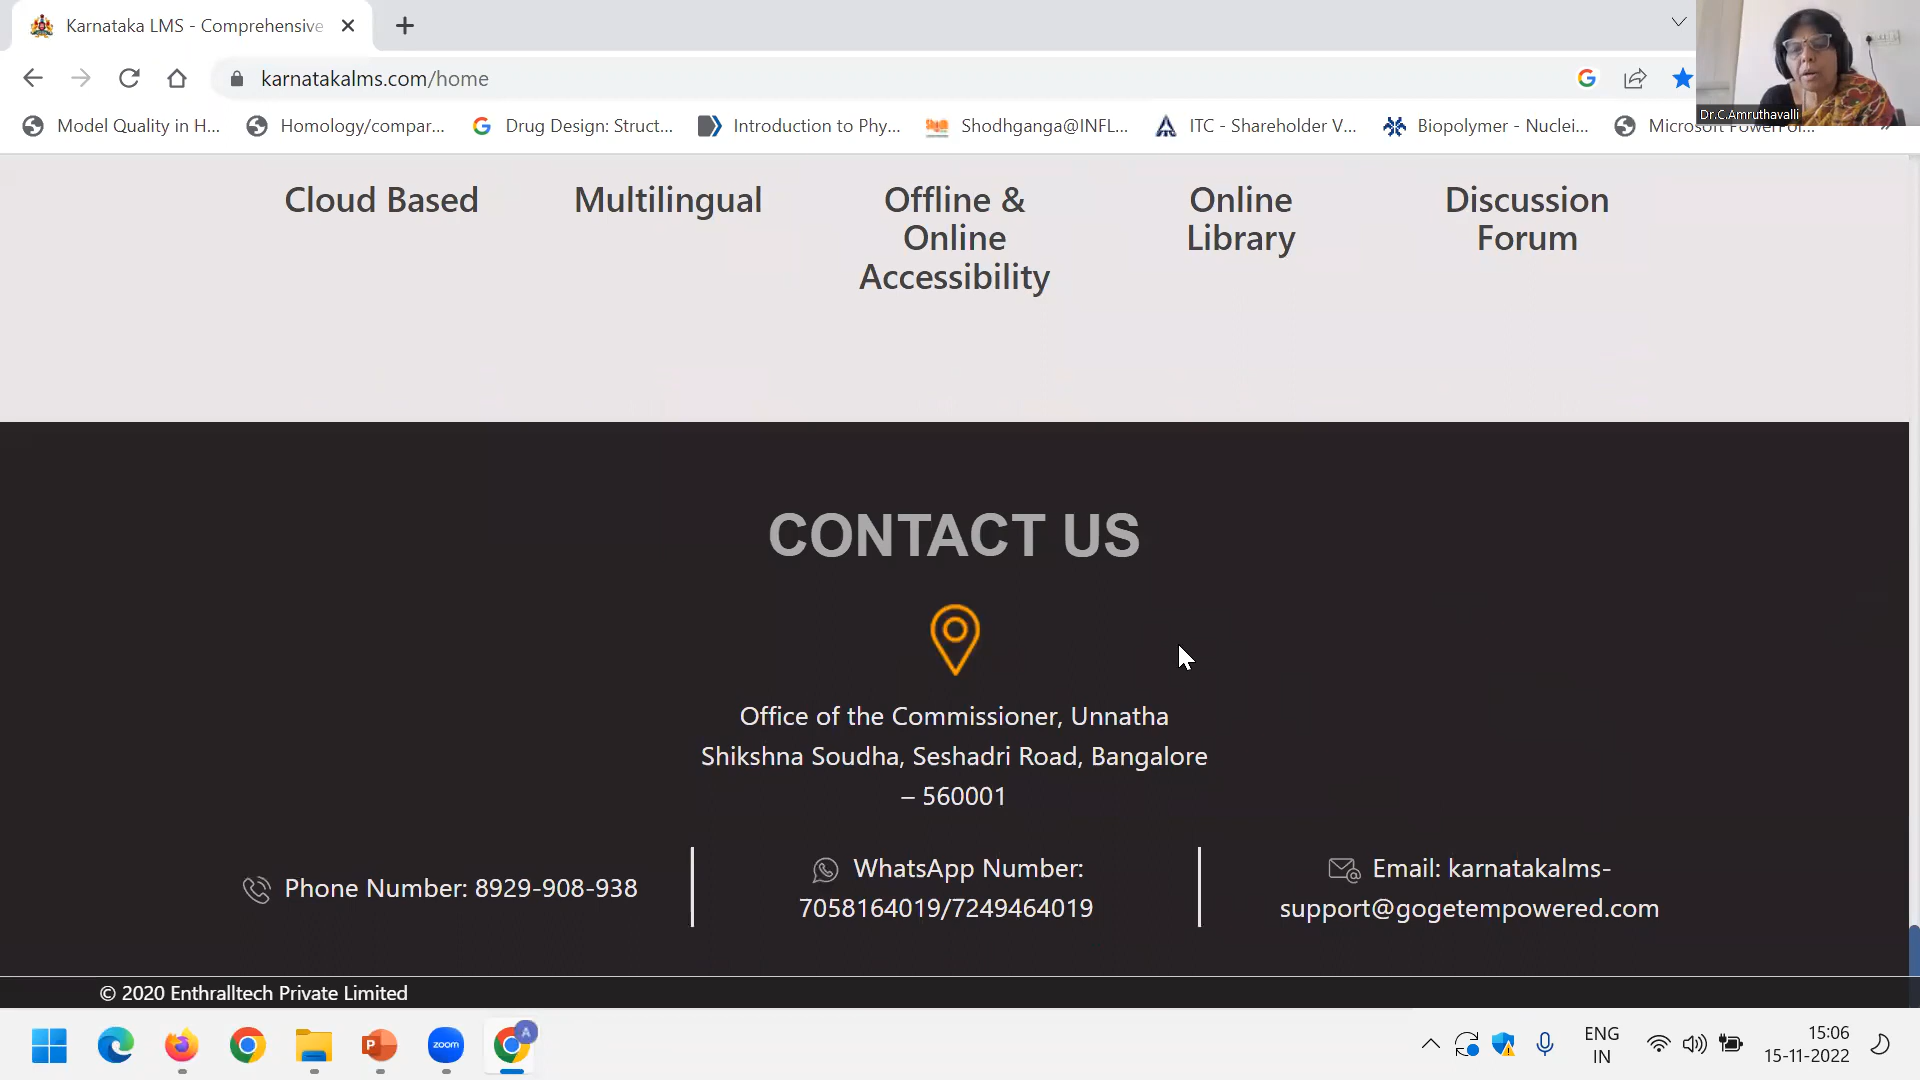 Karnataka LMS - Comprehensive
karnatakalms.com/home
Model Quality in H...
Homology/compar...
Drug Design: Struct...
Introduction to Phy...
Shodhganga@INFL...
ITC - Shareholder V...
Biopolymer - Nuclei...
Microsoft PowerPoi...
Dr.C.Amruthavalli
Cloud Based
Multilingual
Offline &
Online
Accessibility
Online
Library
Discussion
Forum
CONTACT US
Office of the Commissioner, Unnatha
Shikshna Soudha, Seshadri Road, Bangalore
– 560001
Phone Number: 8929-908-938
WhatsApp Number:
7058164019/7249464019
Email: karnatakalms-
support@gogetempowered.com
© 2020 Enthralltech Private Limited
zoom
A
ENG
IN
15:06
15-11-2022